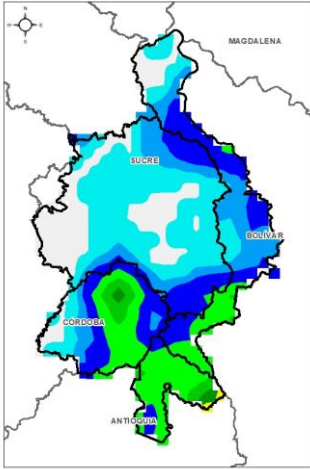 N
W E
S
MAGDALENA
SUCRE
BOLIVAR
CORDOBA
ANTIOQUIA